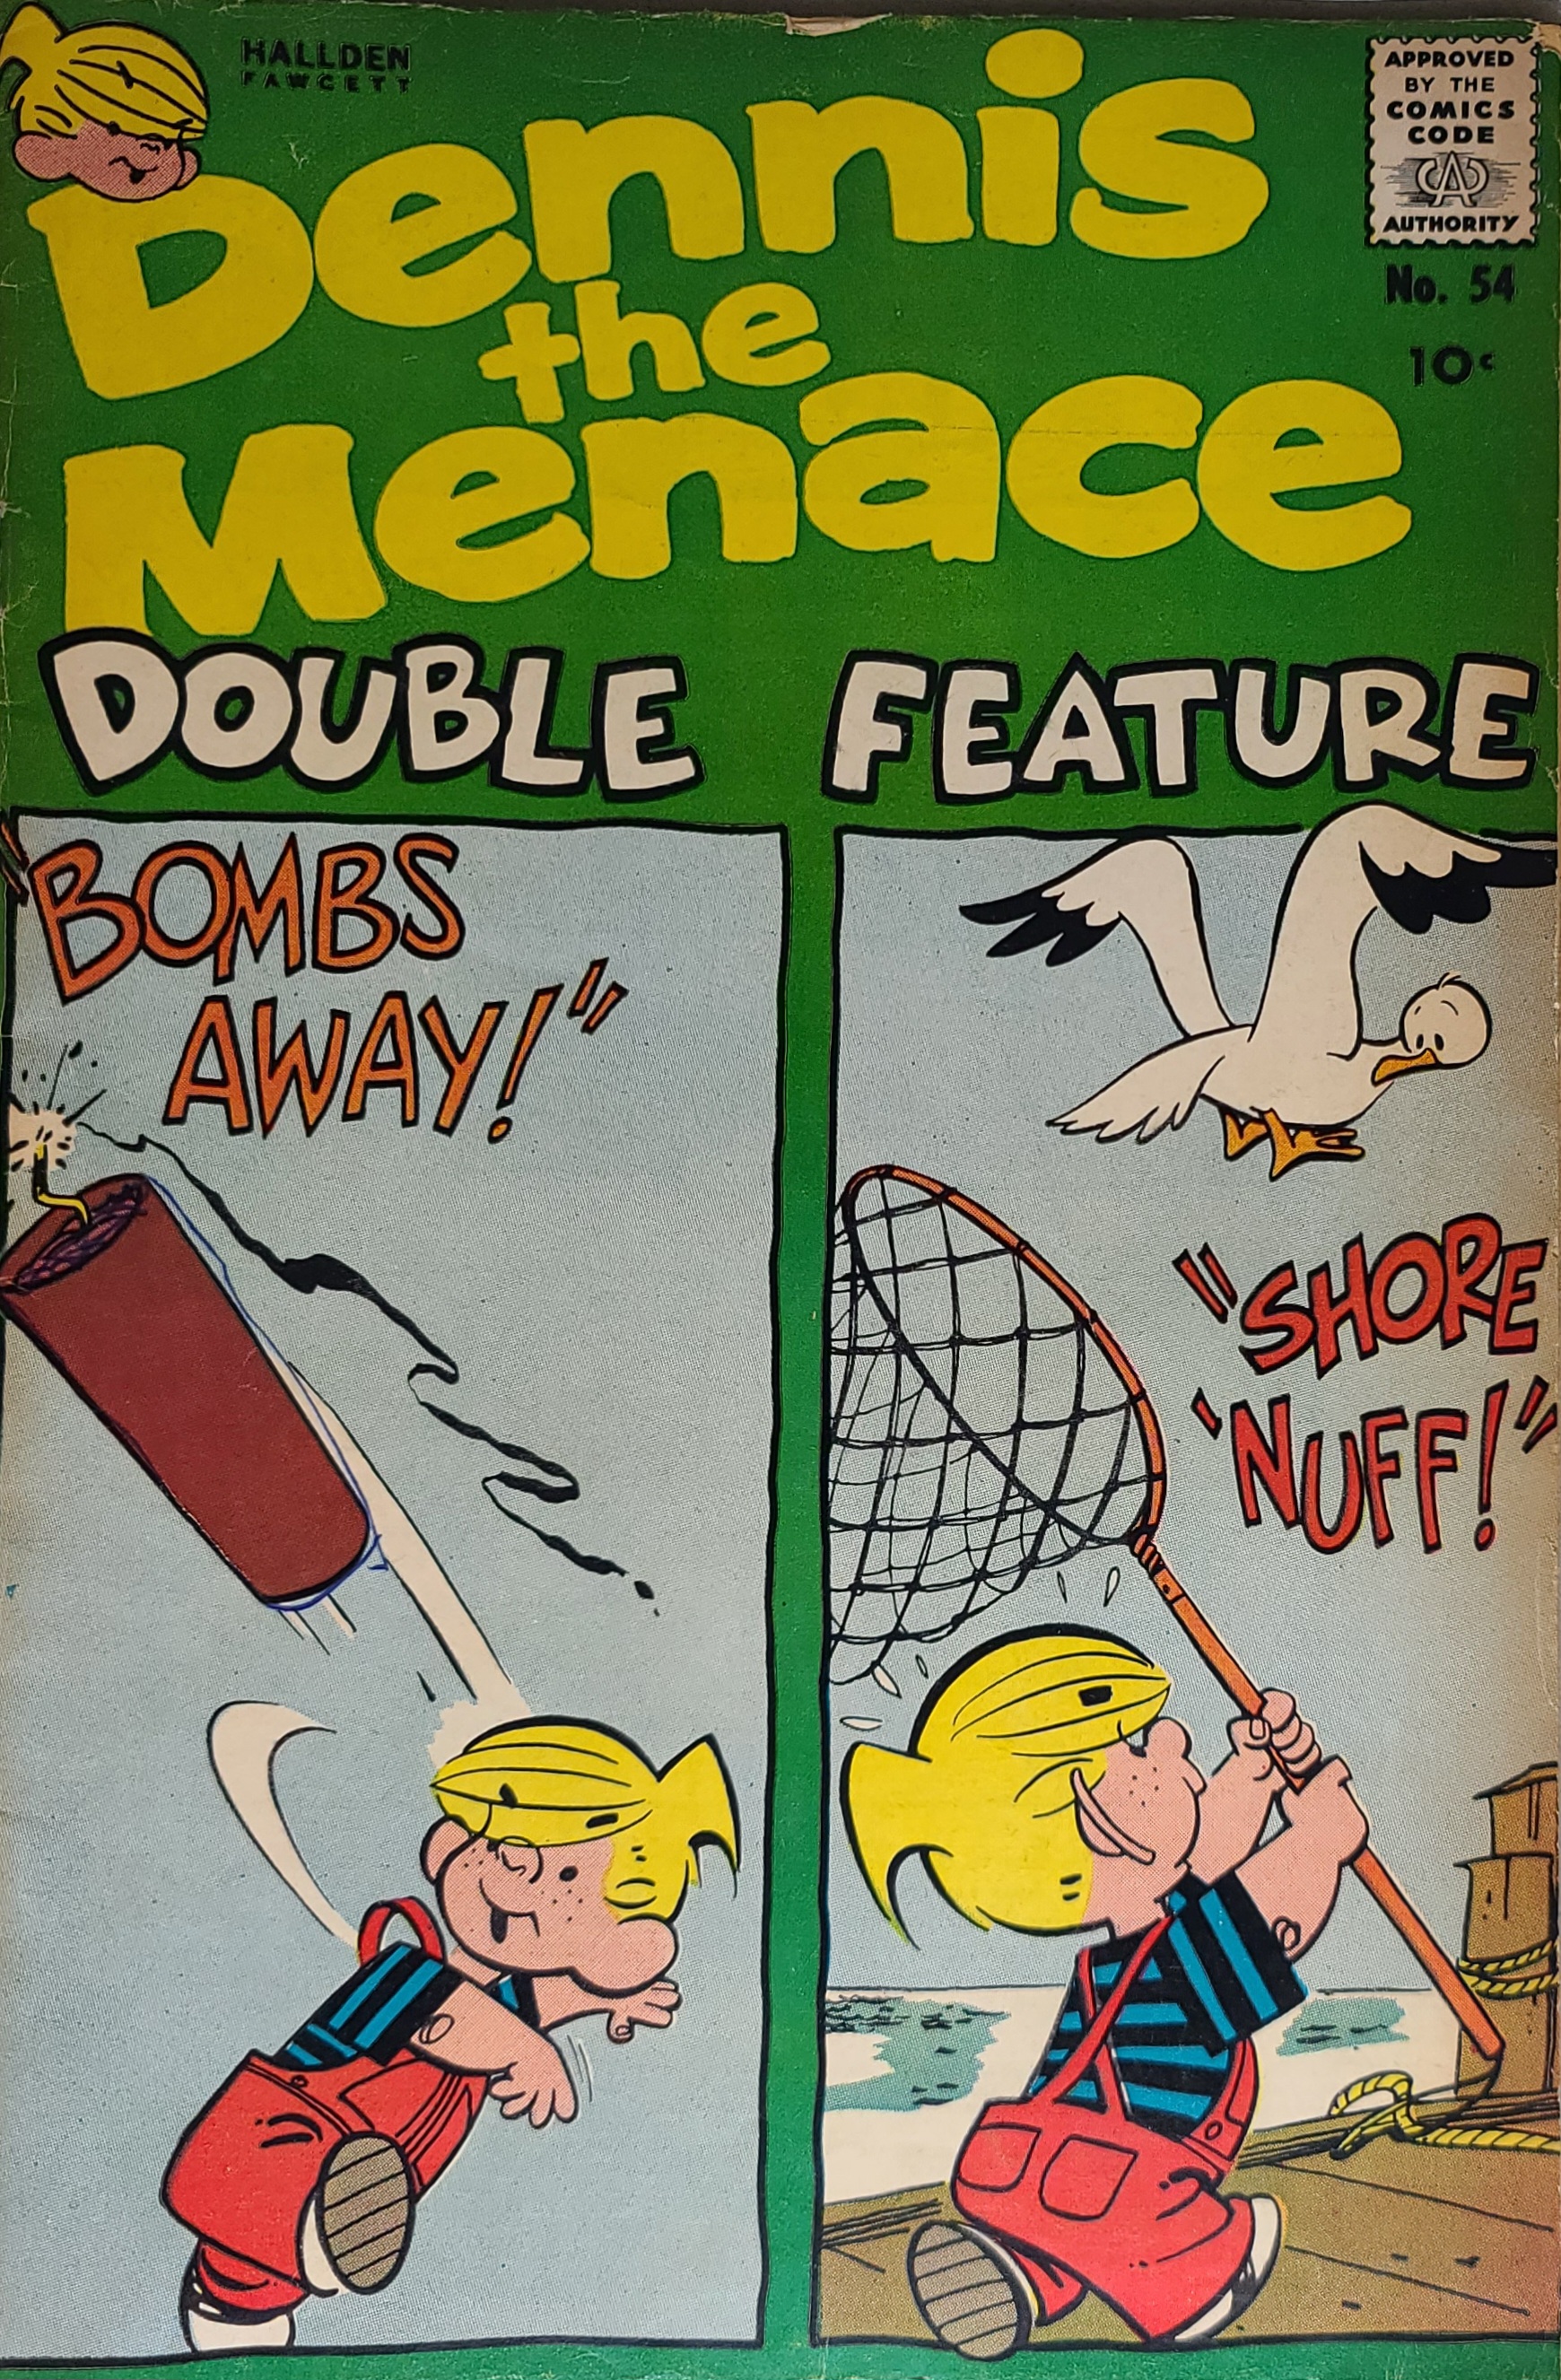 HALLDEN
FAWCETT
Dennis
the
Menace
APPROVED
BY THE
COMICS
CODE
CA
AUTHORITY
No. 54
10¢
DOUBLE FEATURE
"BOMBS
AWAY!"
"SHORE
'NUFF!"